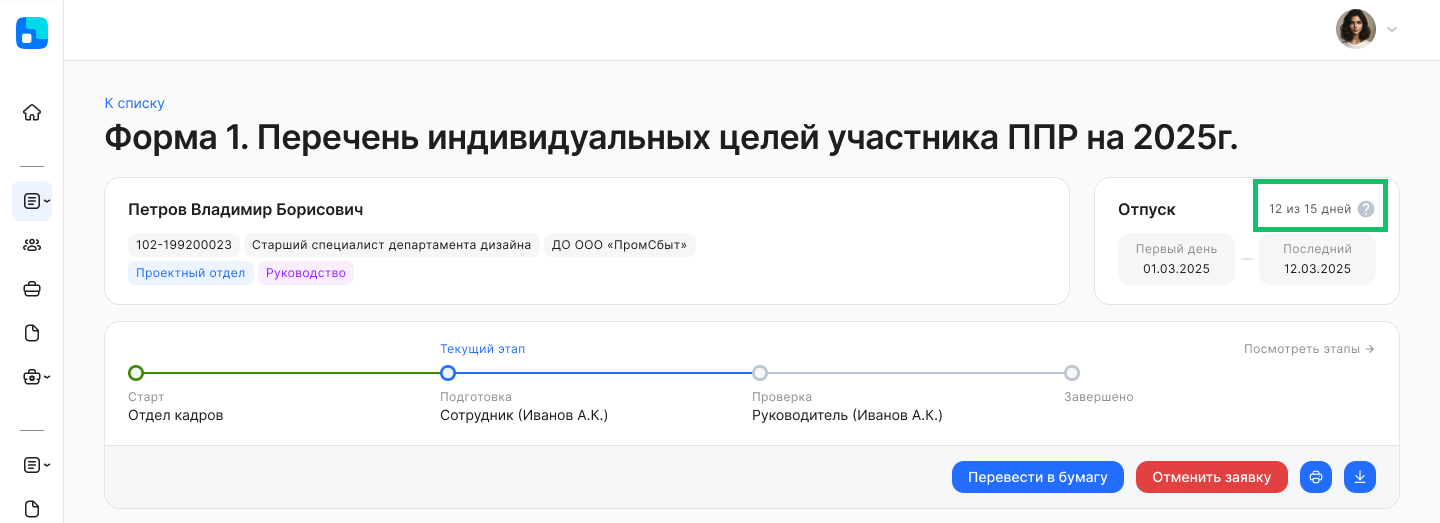 К списку
Форма 1. Перечень индивидуальных целей участника ППР на 2025г.
Петров Владимир Борисович
102-199200023 Старший специалист департамента дизайна ДО ООО «ПромСбыт»
Проектный отдел Руководство
Отпуск 12 из 15 дней ?
Первый день — Последний
01.03.2025 12.03.2025
Текущий этап Посмотреть этапы →
Старт Подготовка Проверка Завершено
Отдел кадров Сотрудник (Иванов А.К.) Руководитель (Иванов А.К.)
Перевести в бумагу Отменить заявку